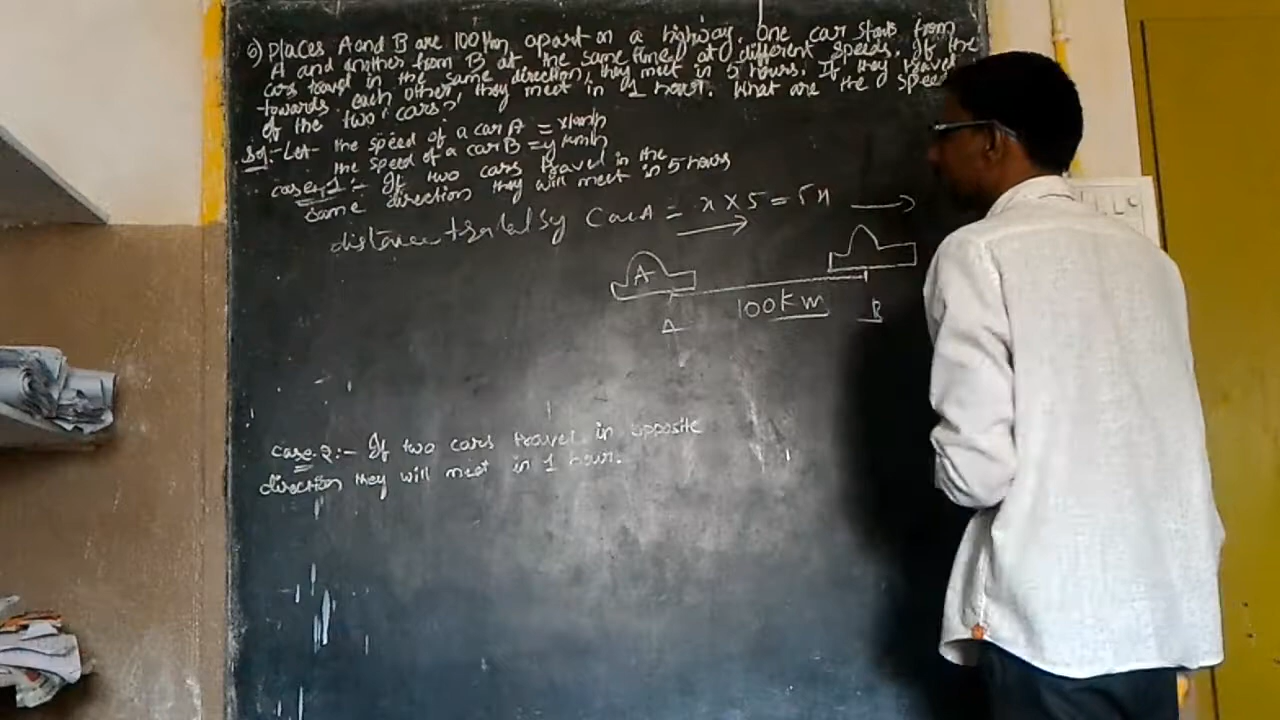 6) Places A and B are 100 km apart on a highway. One car starts from
A and another from B at the same time at different speeds. If the
cars travel in the same direction, they meet in 5 hours. If they travel
towards each other, they meet in 1 hour. What are the speed
of the two cars?
Sol:- Let the speed of a car A = x km/h
the speed of a car B = y km/h
case 1:- If two cars travel in the
same direction they will meet in 5 hours
distance by Car A = x × 5 = 5x
A
100 km
A B
case 2:- If two cars travel in opposite
direction they will meet in 1 hour.